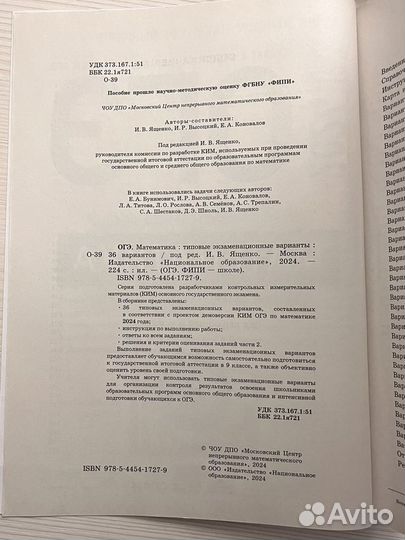 УДК 373.167.1:51
ББК 22.1я721
О-39
Пособие прошло научно-методическую оценку ФГБНУ «ФИПИ»
ЧОУ ДПО «Московский Центр непрерывного математического образования»
Авторы-составители:
И. В. Ященко, И. Р. Высоцкий, Е. А. Коновалов
Под редакцией И. В. Ященко,
руководителя комиссии по разработке КИМ, используемых при проведении
государственной итоговой аттестации по образовательным программам
основного общего и среднего общего образования по математике
В книге использовались задачи следующих авторов:
Е. А. Бунимович, И. Р. Высоцкий, Е. А. Коновалов,
Л. А. Титова, Л. О. Рослова, А. В. Семёнов, А. С. Трепалин,
С. А. Шестаков, Д. Э. Шноль, И. В. Ященко
ОГЭ. Математика : типовые экзаменационные варианты :
О-39 36 вариантов / под ред. И. В. Ященко. — Москва :
Издательство «Национальное образование», 2024. —
224 с. : ил. — (ОГЭ. ФИПИ — школе).
ISBN 978-5-4454-1727-9.
Серия подготовлена разработчиками контрольных измерительных
материалов (КИМ) основного государственного экзамена.
В сборнике представлены:
• 36 типовых экзаменационных вариантов, составленных
в соответствии с проектом демоверсии КИМ ОГЭ по математике
2024 года;
• инструкция по выполнению работы;
• ответы ко всем заданиям;
• решения и критерии оценивания заданий части 2.
Выполнение заданий типовых экзаменационных вариантов
предоставляет обучающимся возможность самостоятельно подготовиться
к государственной итоговой аттестации в 9 классе, а также объективно
оценить уровень своей подготовки.
Учителя могут использовать типовые экзаменационные варианты
для организации контроля результатов освоения школьниками
образовательных программ основного общего образования и интенсивной
подготовки обучающихся к ОГЭ.
УДК 373.167.1:51
ББК 22.1я721
© ЧОУ ДПО «Московский Центр
непрерывного математического
образования», 2024
© ООО «Издательство «Национальное
образование», 2024
ISBN 978-5-4454-1727-9
Avito